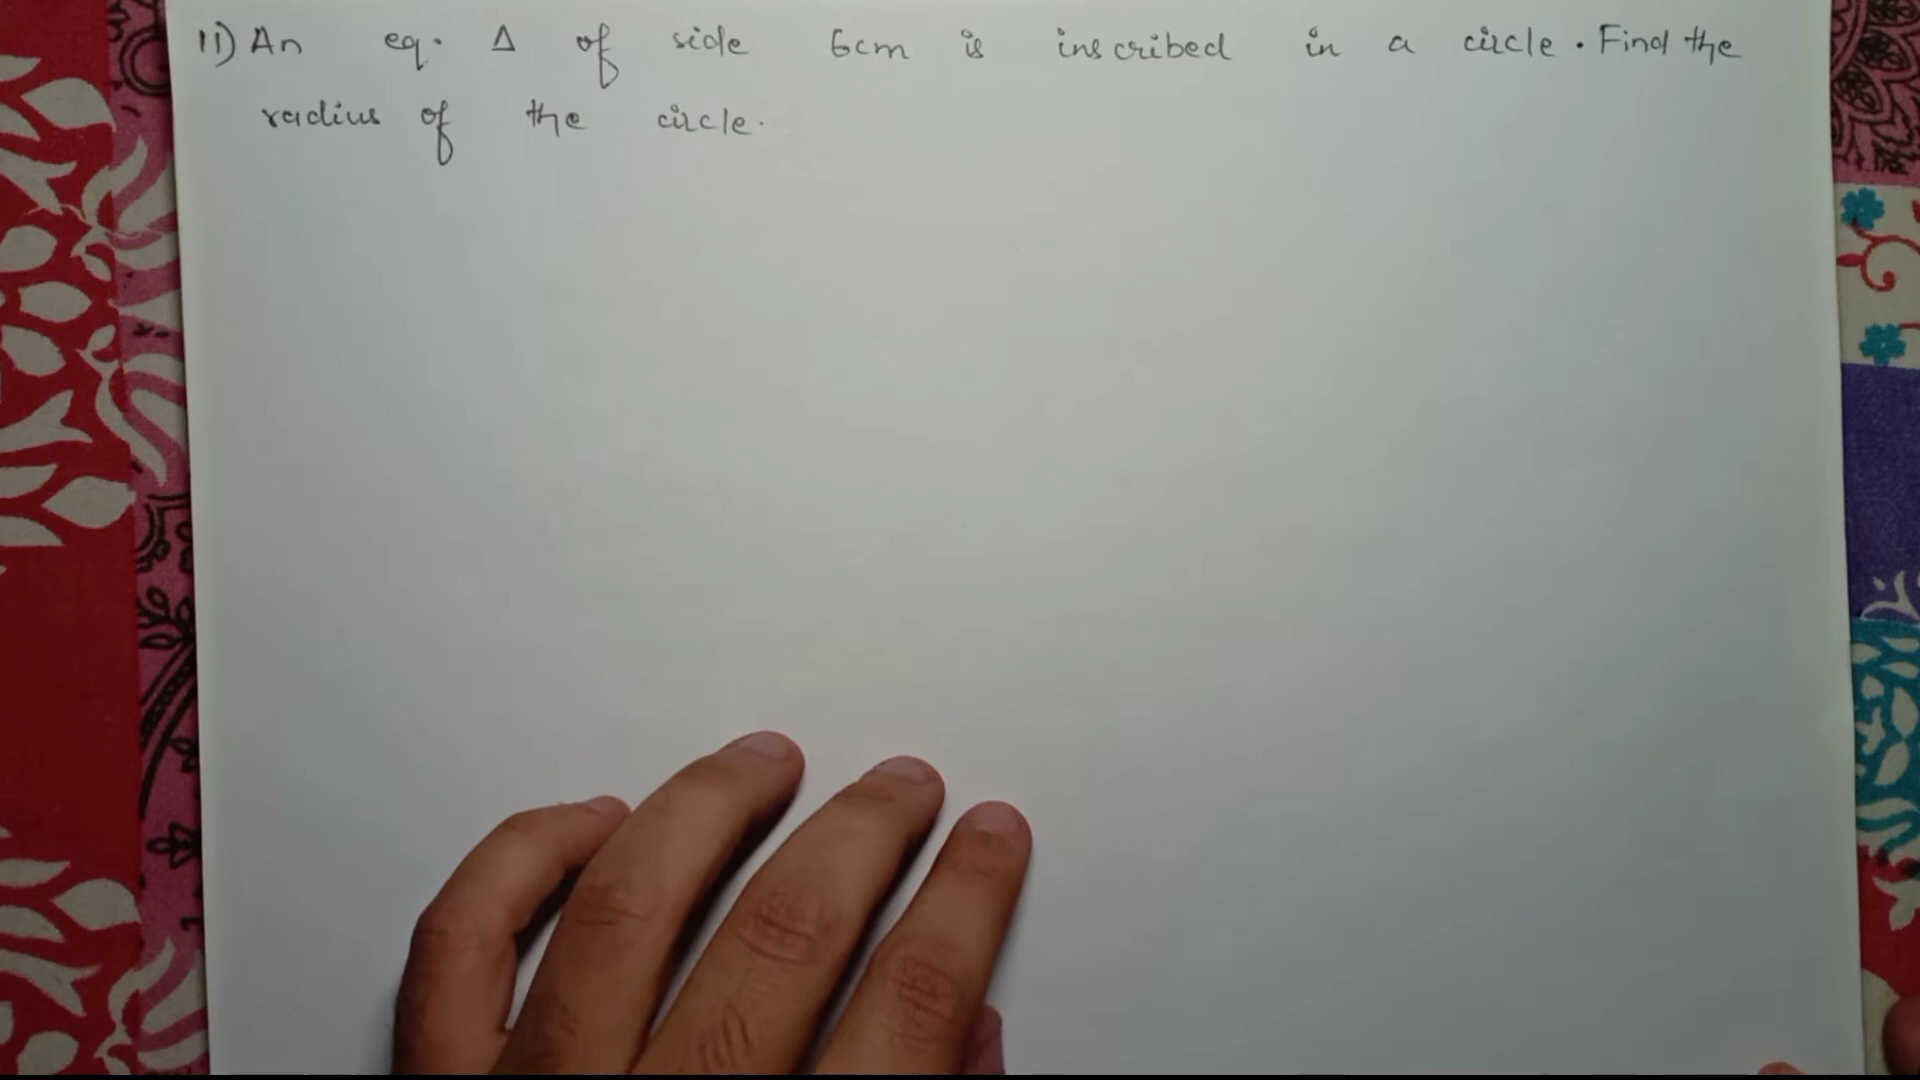 11) An eq. Δ of side 6cm is inscribed in a circle. Find the
radius of the circle.